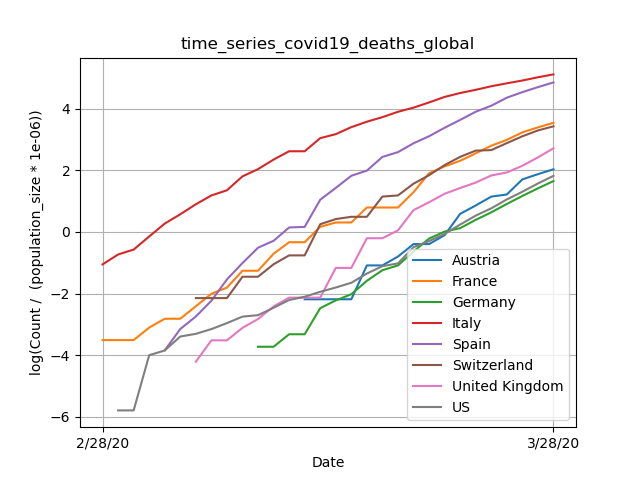 time_series_covid19_deaths_global
log(Count / (population_size * 1e-06))
4
2
0
−2
−4
−6
Austria
France
Germany
Italy
Spain
Switzerland
United Kingdom
US
2/28/20 3/28/20
Date